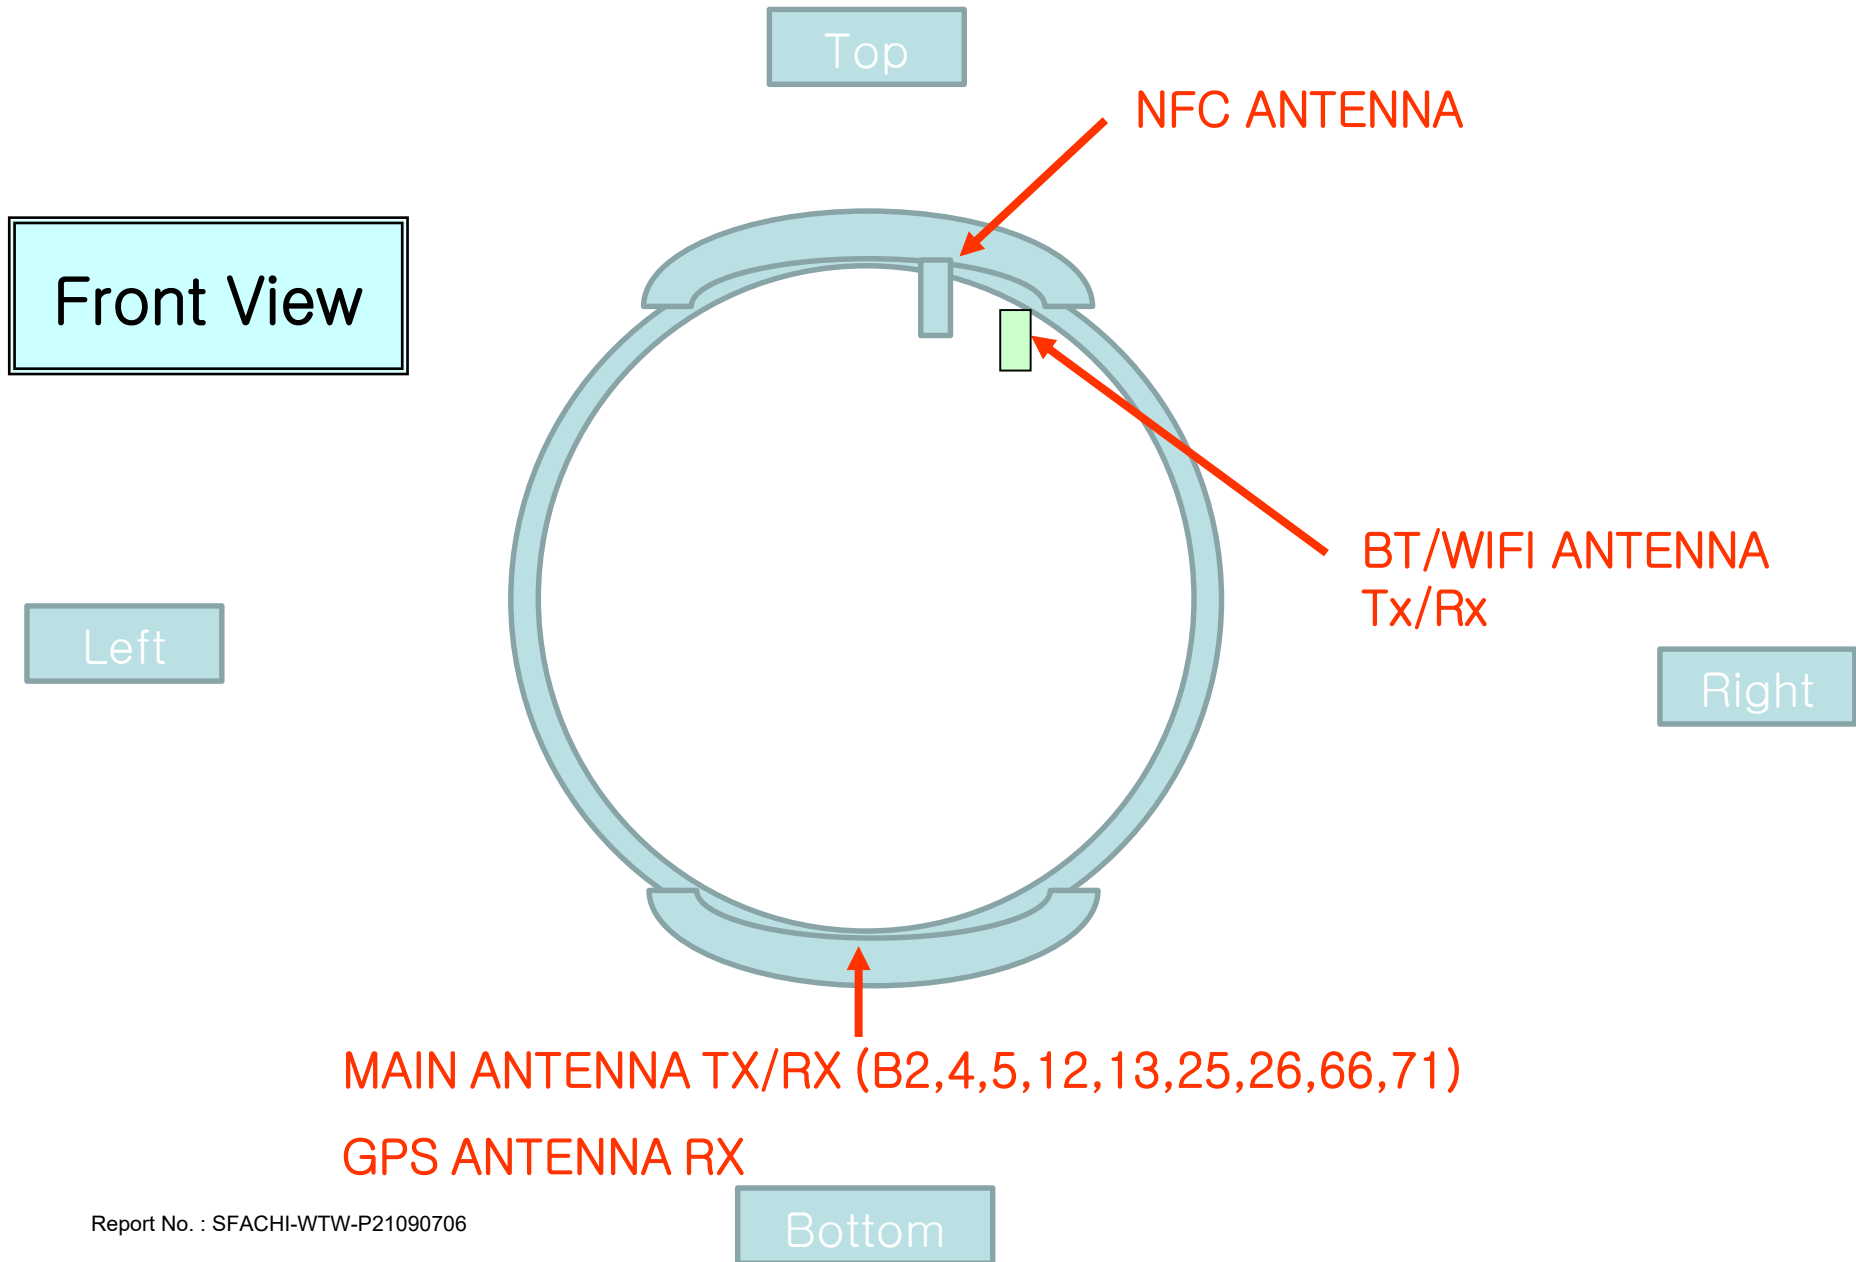 Top
NFC ANTENNA
Front View
BT/WIFI ANTENNA
Tx/Rx
Left
Right
MAIN ANTENNA TX/RX (B2,4,5,12,13,25,26,66,71)
GPS ANTENNA RX
Report No. : SFACHI-WTW-P21090706
Bottom